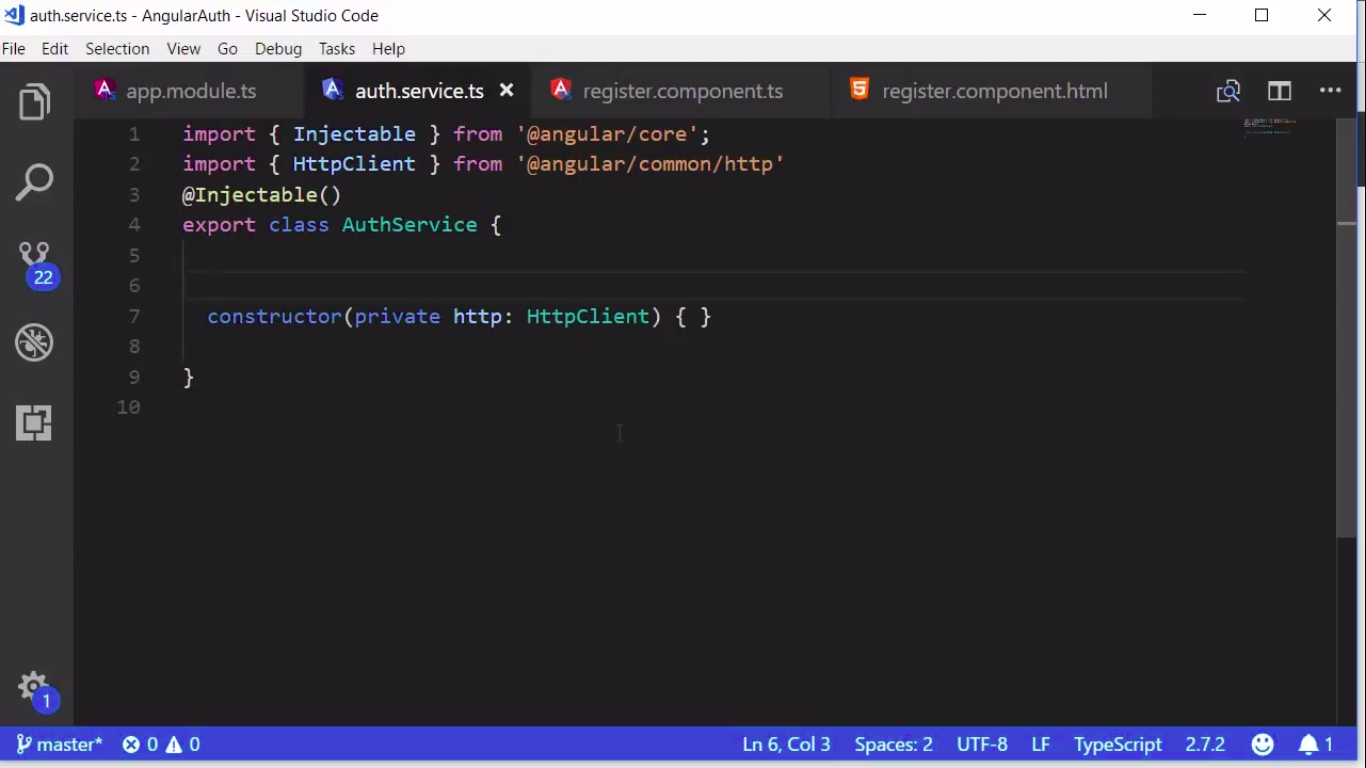 auth.service.ts - AngularAuth - Visual Studio Code
File Edit Selection View Go Debug Tasks Help
app.module.ts auth.service.ts register.component.ts register.component.html
1 import { Injectable } from '@angular/core';
2 import { HttpClient } from '@angular/common/http'
3 @Injectable()
4 export class AuthService {
5
6
7 constructor(private http: HttpClient) { }
8
9 }
10
22
1
master* 0 0 Ln 6, Col 3 Spaces: 2 UTF-8 LF TypeScript 2.7.2 1